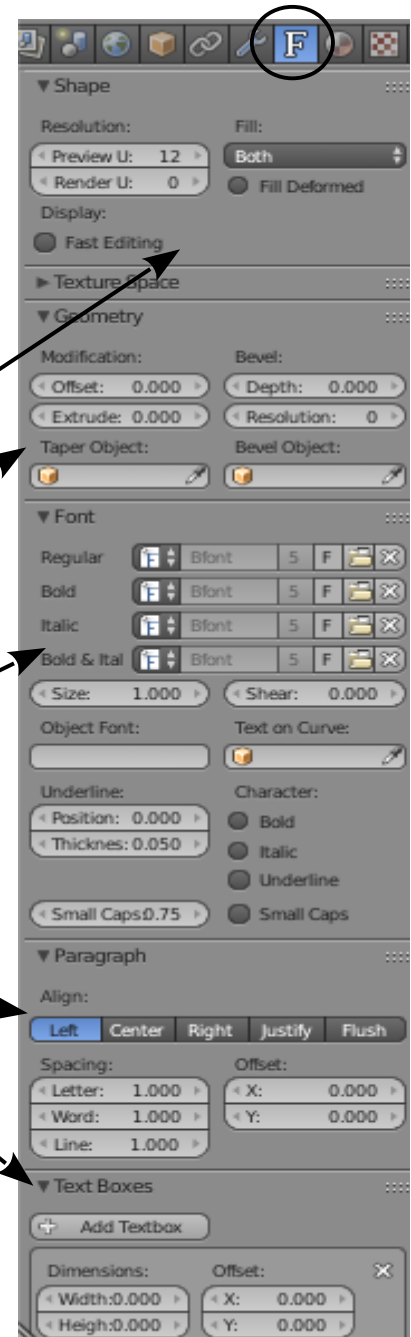 F
Shape
Resolution: Fill:
Preview U: 12 Both
Render U: 0 Fill Deformed
Display:
Fast Editing
Texture Space
Geometry
Modification: Bevel:
Offset: 0.000 Depth: 0.000
Extrude: 0.000 Resolution: 0
Taper Object: Bevel Object:
Font
Regular F Bfont 5 F
Bold F Bfont 5 F
Italic F Bfont 5 F
Bold & Ital F Bfont 5 F
Size: 1.000 Shear: 0.000
Object Font: Text on Curve:
Underline: Character:
Position: 0.000 Bold
Thicknes: 0.050 Italic
Underline
Small Caps:0.75 Small Caps
Paragraph
Align:
Left Center Right Justify Flush
Spacing: Offset:
Letter: 1.000 X: 0.000
Word: 1.000 Y: 0.000
Line: 1.000
Text Boxes
Add Textbox
Dimensions: Offset:
Width:0.000 X: 0.000
Heigh:0.000 Y: 0.000